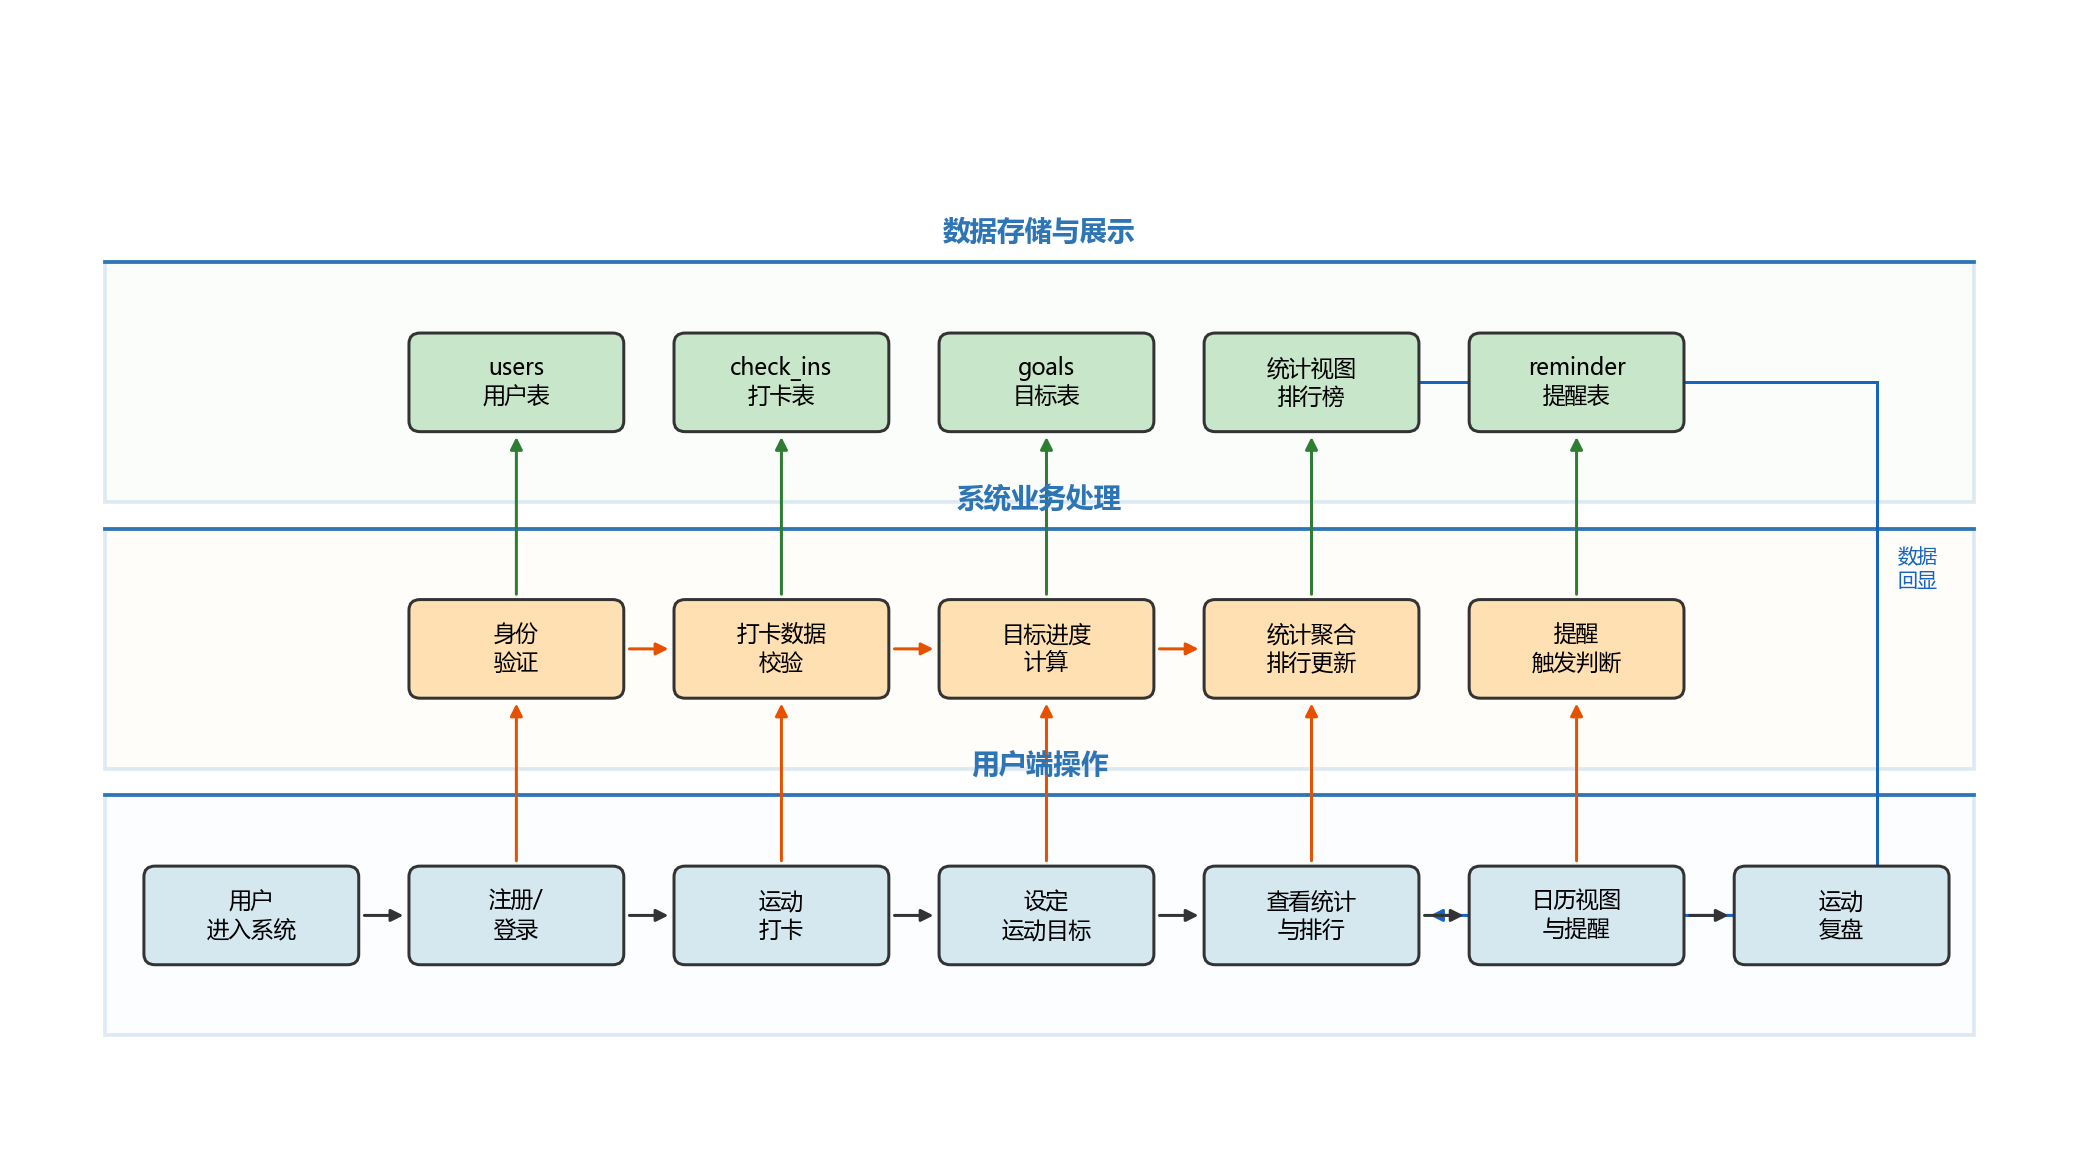 数据存储与展示
users
用户表
check_ins
打卡表
goals
目标表
统计视图
排行榜
reminder
提醒表
系统业务处理
数据
回显
身份
验证
打卡数据
校验
目标进度
计算
统计聚合
排行更新
提醒
触发判断
用户端操作
用户
进入系统
注册/
登录
运动
打卡
设定
运动目标
查看统计
与排行
日历视图
与提醒
运动
复盘